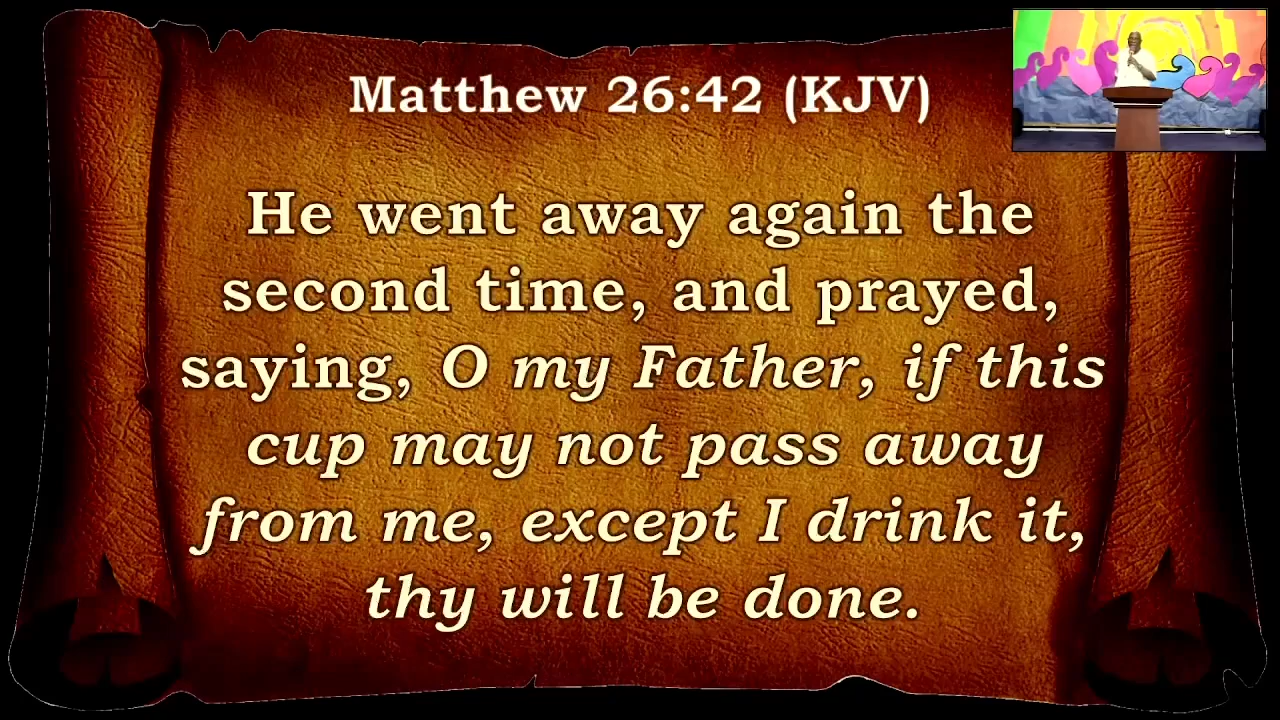 Matthew 26:42 (KJV)
He went away again the
second time, and prayed,
saying, O my Father, if this
cup may not pass away
from me, except I drink it,
thy will be done.